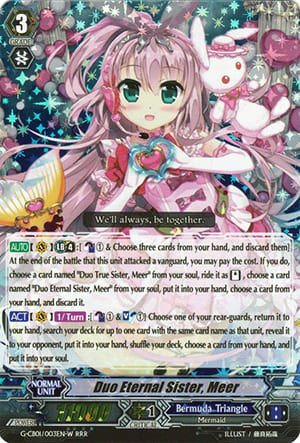 3
We'll always, be together.
AUTO LB4 1 & Choose three cards from your hand, and discard them]
At the end of the battle that this unit attacked a vanguard, you may pay the cost. If you do,
choose a card named "Duo True Sister, Meer" from your soul, ride it as [ ], choose a card
named "Duo Eternal Sister, Meer" from your soul, put it into your hand, choose a card from
your hand, and discard it.
ACT 1/Turn : 1 & Choose one of your rear-guards, return it to
your hand, search your deck for up to one card with the same card name as that unit, reveal it
to your opponent, put it into your hand, shuffle your deck, choose a card from your hand, and
put it into your soul.
NORMAL UNIT
Duo Eternal Sister, Meer
POWER
CRITICAL
1
Bermuda Triangle
Mermaid
G-CB01/003EN-W RRR
ILLUST /